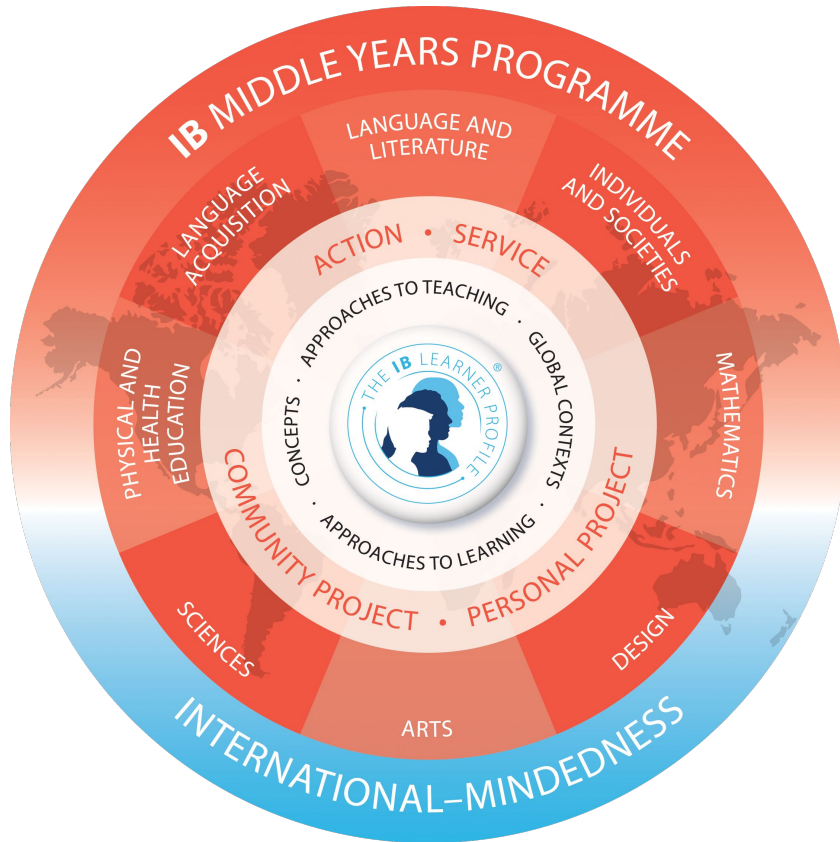 IB MIDDLE YEARS PROGRAMME
LANGUAGE AND
LITERATURE
INDIVIDUALS
AND SOCIETIES
MATHEMATICS
DESIGN
ARTS
SCIENCES
PHYSICAL AND
HEALTH
EDUCATION
LANGUAGE
ACQUISITION
ACTION • SERVICE
PERSONAL PROJECT
•
COMMUNITY PROJECT
APPROACHES TO TEACHING
·
GLOBAL CONTEXTS
·
APPROACHES TO LEARNING
·
CONCEPTS
·
• THE IB LEARNER PROFILE •
®
INTERNATIONAL–MINDEDNESS